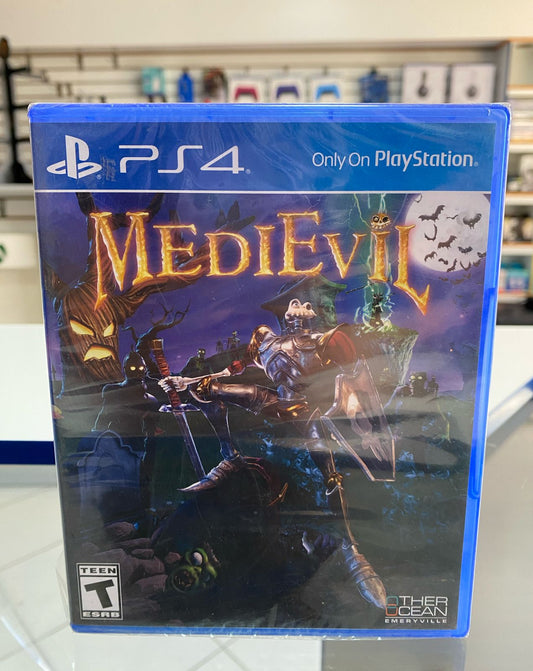 PS4 Only On PlayStation®
MEDIEVIL
TEEN
T
ESRB
OTHER
OCEAN
EMERYVILLE